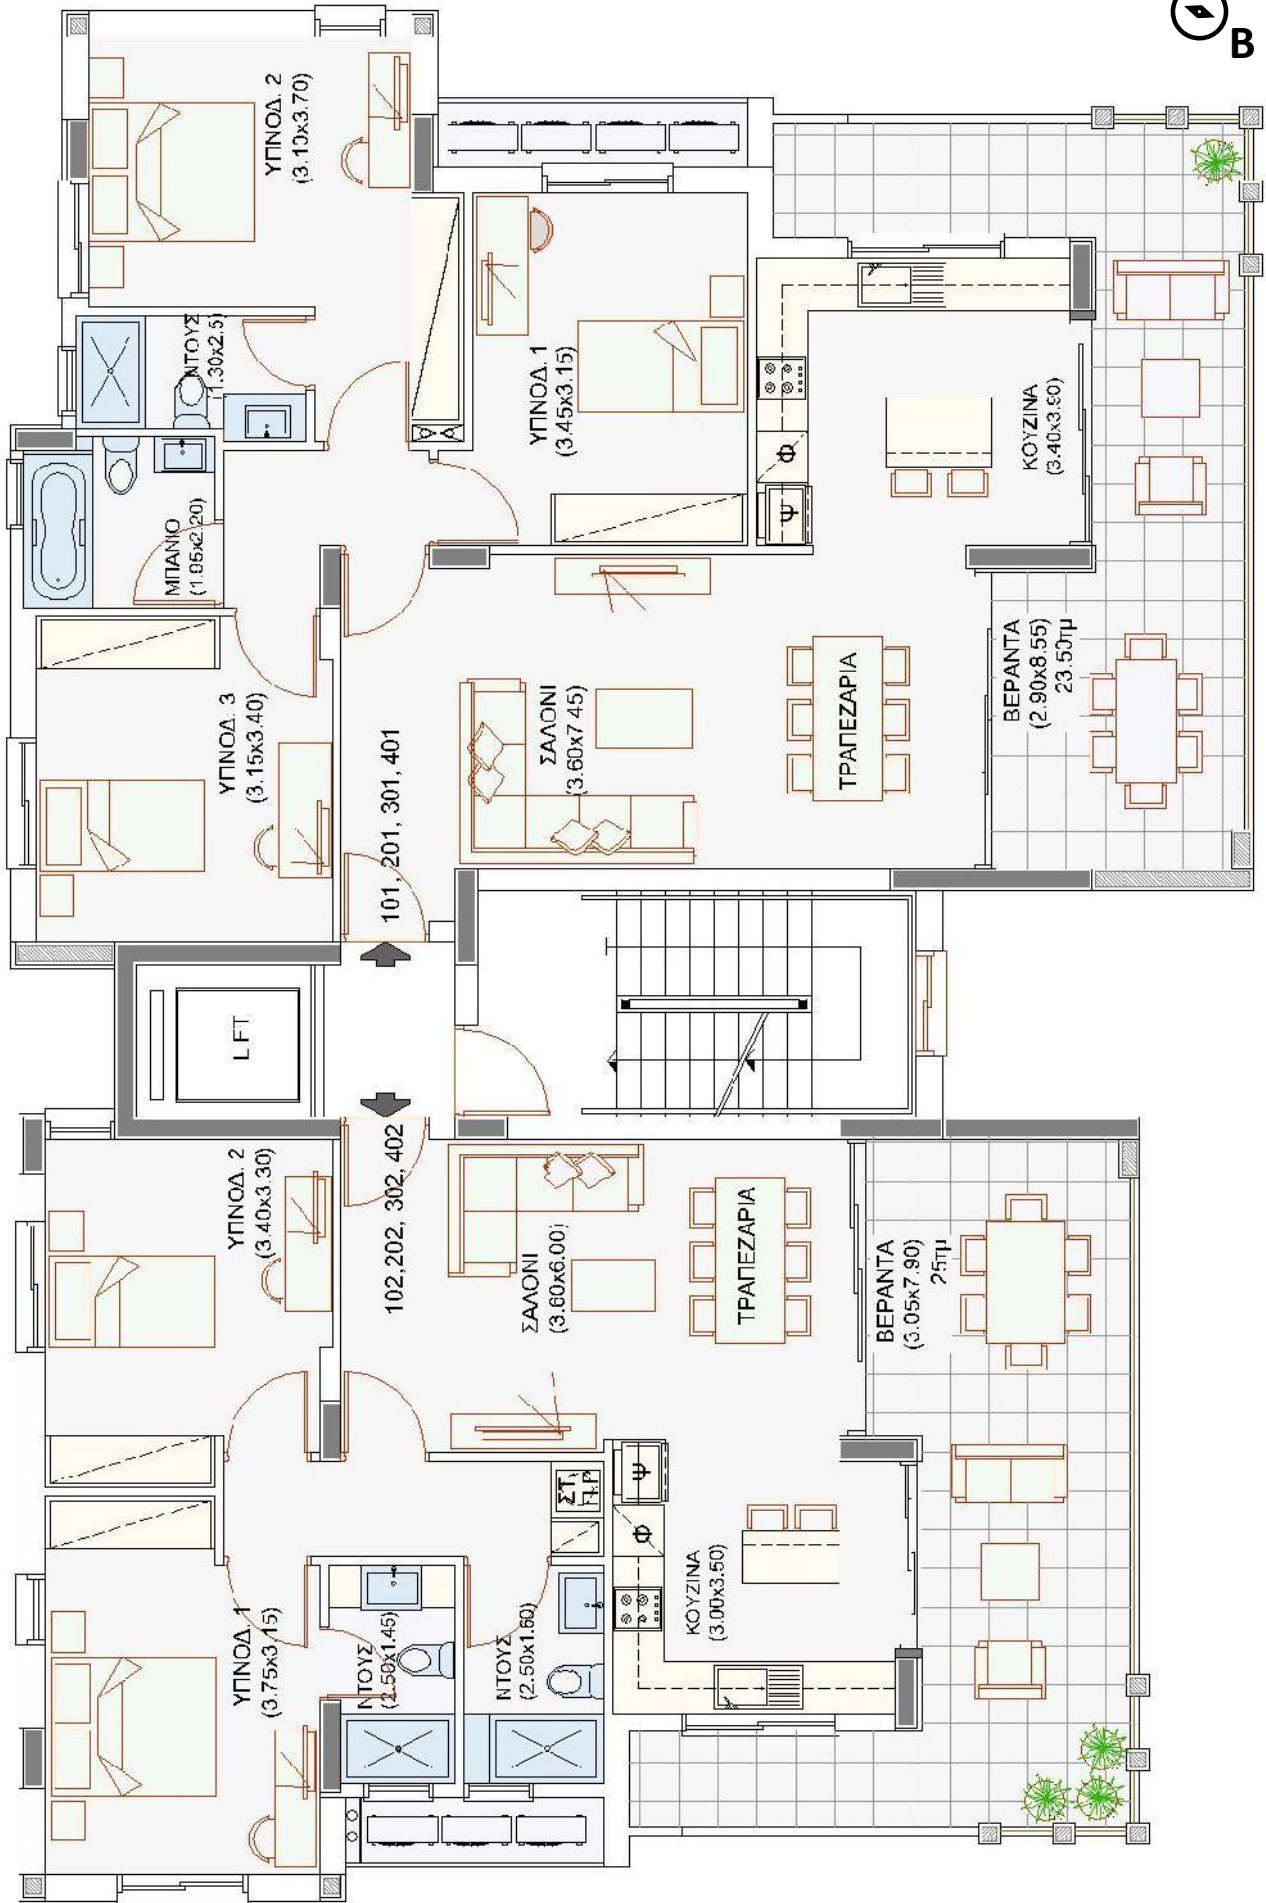 B
ΥΠΝΟΔ. 2
(3.10x3.70)
ΝΤΟΥΣ
(1.30x2.5)
ΥΠΝΟΔ. 1
(3.45x3.15)
ΚΟΥΖΙΝΑ
(3.40x3.90)
Φ
Ψ
ΜΠΑΝΙΟ
(1.95x2.20)
ΥΠΝΟΔ. 3
(3.15x3.40)
ΣΑΛΟΝΙ
(3.60x7.45)
ΤΡΑΠΕΖΑΡΙΑ
ΒΕΡΑΝΤΑ
(2.90x8.55)
23.50τμ
101, 201, 301, 401
LIFT
102,202, 302, 402
ΥΠΝΟΔ. 2
(3.40x3.30)
ΣΑΛΟΝΙ
(3.60x6.00)
ΤΡΑΠΕΖΑΡΙΑ
ΒΕΡΑΝΤΑ
(3.05x7.90)
25τμ
ΣΤ.
Π.Ρ
Ψ
Φ
ΚΟΥΖΙΝΑ
(3.00x3.50)
ΥΠΝΟΔ. 1
(3.75x3.15)
ΝΤΟΥΣ
(2.50x1.45)
ΝΤΟΥΣ
(2.50x1.60)